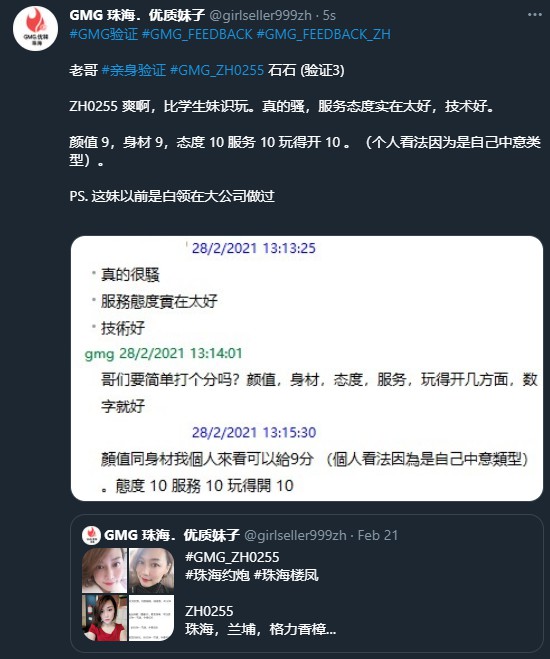 GMG 珠海．优质妹子 @girlseller999zh · 5s
#GMG验证 #GMG_FEEDBACK #GMG_FEEDBACK_ZH
老哥 #亲身验证 #GMG_ZH0255 石石 (验证3)
ZH0255 爽啊，比学生妹识玩。真的骚，服务态度实在太好，技术好。
颜值 9，身材 9，态度 10 服务 10 玩得开 10 。（个人看法因为是自己中意类
型）。
PS. 这妹以前是白领在大公司做过
28/2/2021 13:13:25
• 真的很騷
• 服務態度實在太好
• 技術好
gmg 28/2/2021 13:14:01
哥们要简单打个分吗？颜值，身材，态度，服务，玩得开几方面，数
字就好
28/2/2021 13:15:30
顏值同身材我個人來看可以給9分 （個人看法因為是自己中意類型）
。態度 10 服務 10 玩得開 10
GMG 珠海．优质妹子 @girlseller999zh · Feb 21
#GMG_ZH0255
#珠海约炮 #珠海楼凤
ZH0255
珠海，兰埔，格力香樟...